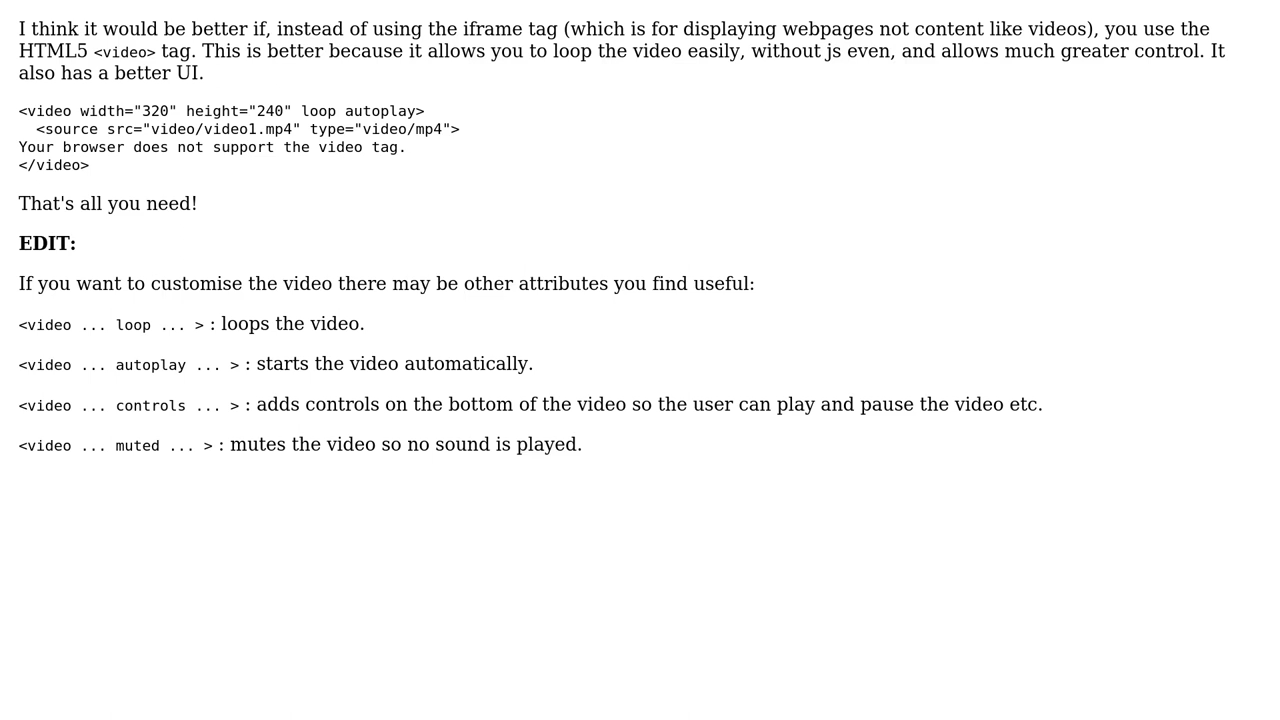 I think it would be better if, instead of using the iframe tag (which is for displaying webpages not content like videos), you use the
HTML5 <video> tag. This is better because it allows you to loop the video easily, without js even, and allows much greater control. It
also has a better UI.
<video width="320" height="240" loop autoplay>
  <source src="video/video1.mp4" type="video/mp4">
Your browser does not support the video tag.
</video>
That's all you need!
EDIT:
If you want to customise the video there may be other attributes you find useful:
<video ... loop ... > : loops the video.
<video ... autoplay ... > : starts the video automatically.
<video ... controls ... > : adds controls on the bottom of the video so the user can play and pause the video etc.
<video ... muted ... > : mutes the video so no sound is played.